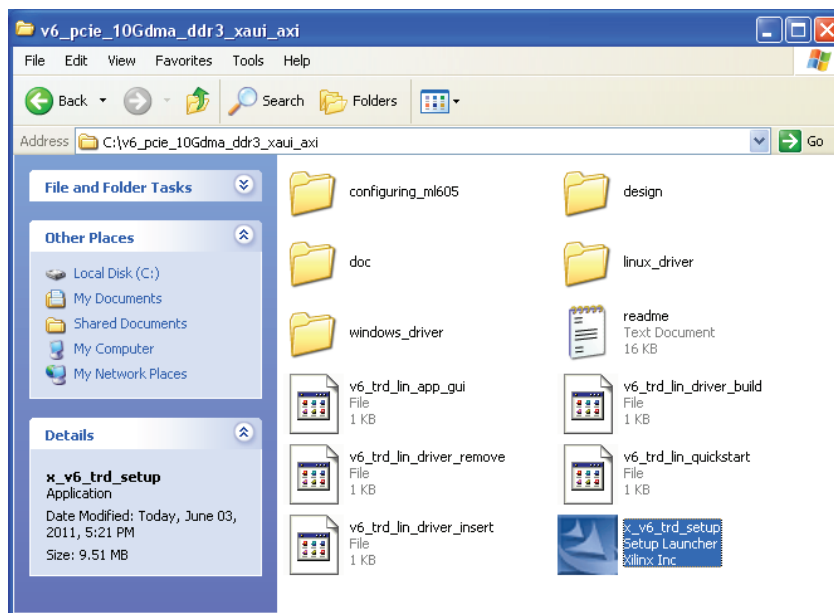 v6_pcie_10Gdma_ddr3_xaui_axi
File Edit View Favorites Tools Help
Back Search Folders
Address C:\v6_pcie_10Gdma_ddr3_xaui_axi Go
File and Folder Tasks
Other Places
Local Disk (C:)
My Documents
Shared Documents
My Computer
My Network Places
Details
x_v6_trd_setup
Application
Date Modified: Today, June 03,
2011, 5:21 PM
Size: 9.51 MB
configuring_ml605
design
doc
linux_driver
windows_driver
readme
Text Document
16 KB
v6_trd_lin_app_gui
File
1 KB
v6_trd_lin_driver_build
File
1 KB
v6_trd_lin_driver_remove
File
1 KB
v6_trd_lin_quickstart
File
1 KB
v6_trd_lin_driver_insert
File
1 KB
x_v6_trd_setup
Setup Launcher
Xilinx Inc